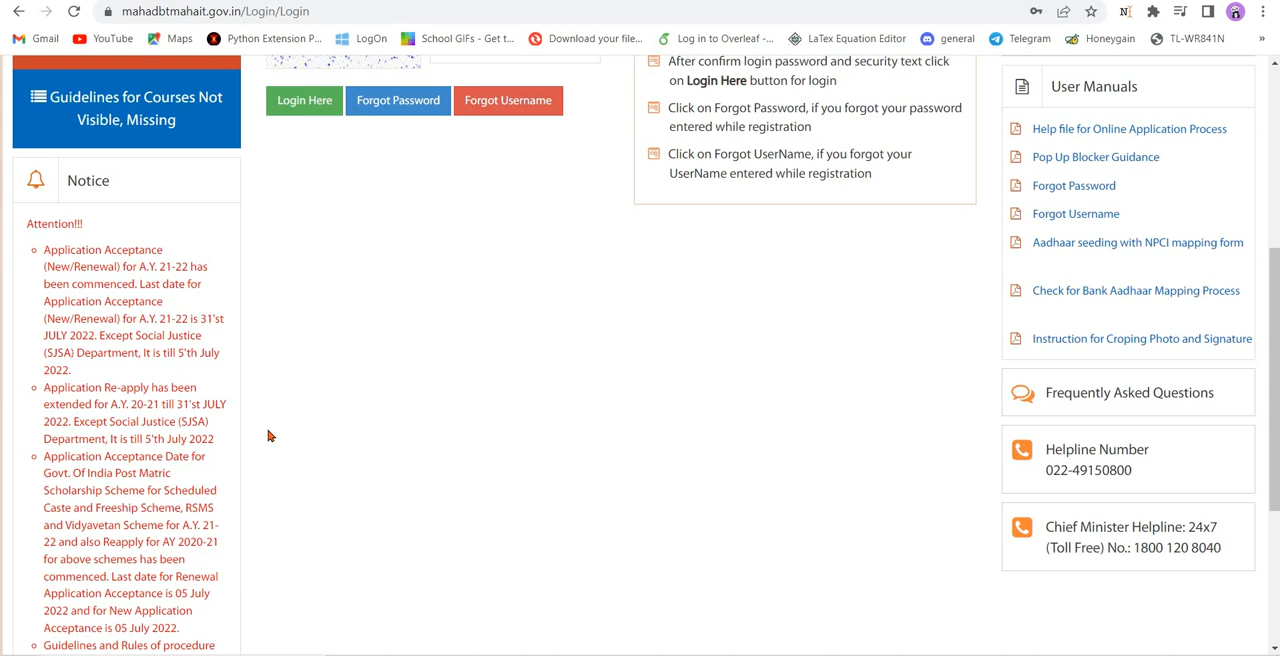 mahadbtmahait.gov.in/Login/Login
Gmail
YouTube
Maps
Python Extension P...
LogOn
School GIFs - Get t...
Download your file...
Log in to Overleaf -...
LaTex Equation Editor
general
Telegram
Honeygain
TL-WR841N
»
Guidelines for Courses Not
Visible, Missing
Notice
Attention!!!
Application Acceptance
(New/Renewal) for A.Y. 21-22 has
been commenced. Last date for
Application Acceptance
(New/Renewal) for A.Y. 21-22 is 31'st
JULY 2022. Except Social Justice
(SJSA) Department, It is till 5'th July
2022.
Application Re-apply has been
extended for A.Y. 20-21 till 31'st JULY
2022. Except Social Justice (SJSA)
Department, It is till 5'th July 2022
Application Acceptance Date for
Govt. Of India Post Matric
Scholarship Scheme for Scheduled
Caste and Freeship Scheme, RSMS
and Vidyavetan Scheme for A.Y. 21-
22 and also Reapply for AY 2020-21
for above schemes has been
commenced. Last date for Renewal
Application Acceptance is 05 July
2022 and for New Application
Acceptance is 05 July 2022.
Guidelines and Rules of procedure
Login Here
Forgot Password
Forgot Username
After confirm login password and security text click
on Login Here button for login
Click on Forgot Password, if you forgot your password
entered while registration
Click on Forgot UserName, if you forgot your
UserName entered while registration
User Manuals
Help file for Online Application Process
Pop Up Blocker Guidance
Forgot Password
Forgot Username
Aadhaar seeding with NPCI mapping form
Check for Bank Aadhaar Mapping Process
Instruction for Croping Photo and Signature
Frequently Asked Questions
Helpline Number
022-49150800
Chief Minister Helpline: 24x7
(Toll Free) No.: 1800 120 8040